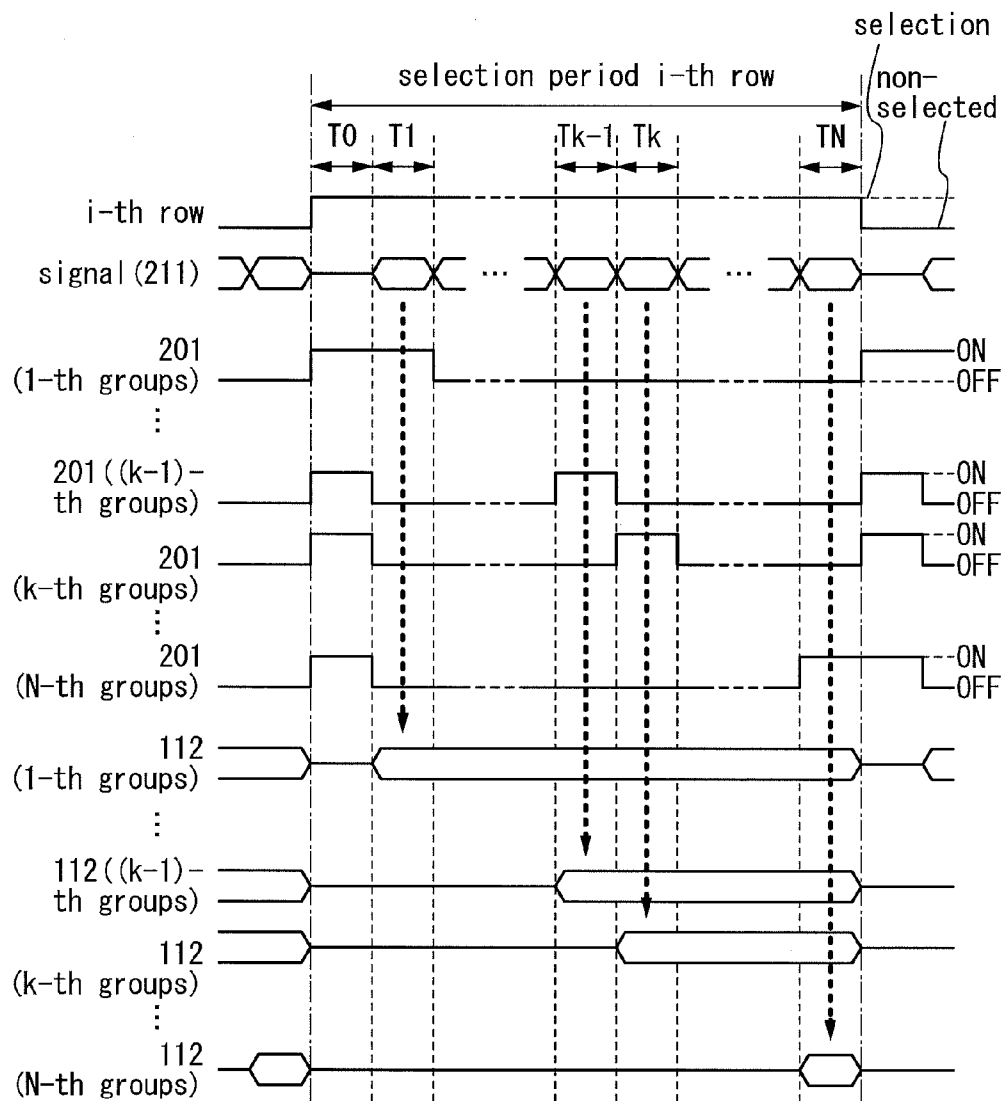 selection
selection period i-th row
non-
selected
T0 T1 Tk-1 Tk TN
i-th row
signal(211)
...
...
201
(1-th groups)
ON
OFF
⋮
201((k-1)-
th groups)
ON
OFF
201
(k-th groups)
ON
OFF
⋮
201
(N-th groups)
ON
OFF
112
(1-th groups)
⋮
112((k-1)-
th groups)
112
(k-th groups)
⋮
112
(N-th groups)